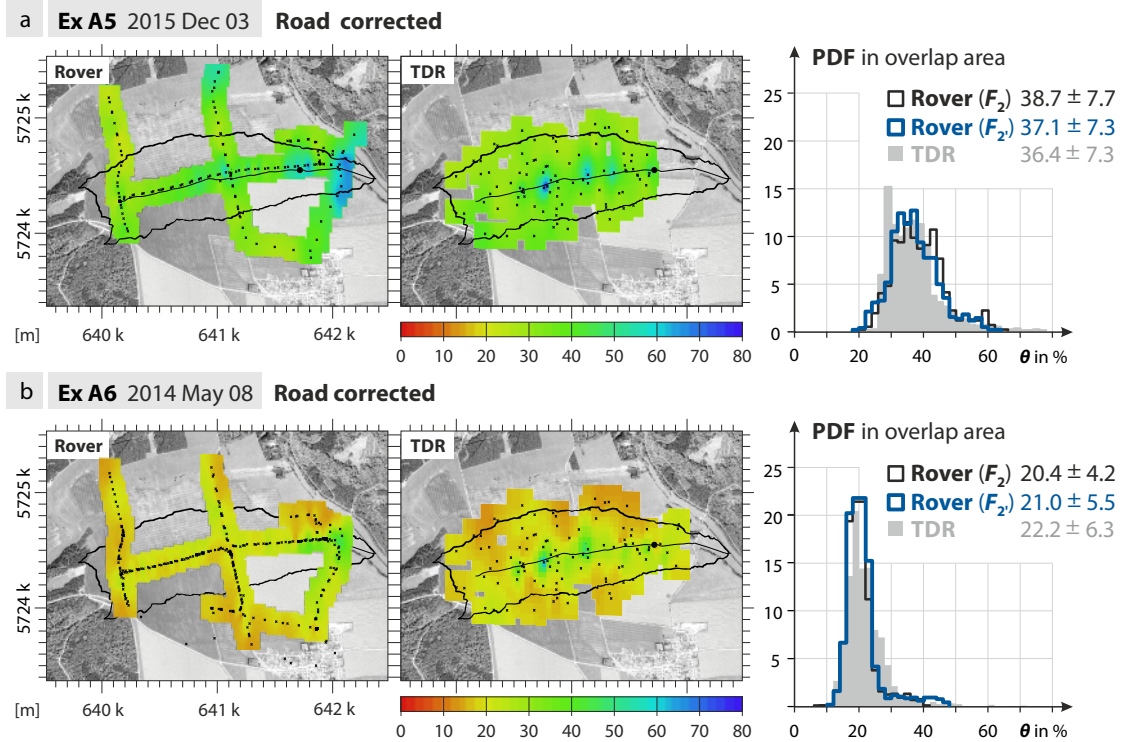 a Ex A5 2015 Dec 03 Road corrected
Rover
TDR
5725 k
5724 k
[m] 640 k 641 k 642 k
0 10 20 30 40 50 60 70 80
PDF in overlap area
Rover (F2) 38.7 ± 7.7
Rover (F2') 37.1 ± 7.3
TDR 36.4 ± 7.3
25
20
15
10
5
0
0 20 40 60 θ in %
b Ex A6 2014 May 08 Road corrected
Rover
TDR
5725 k
5724 k
[m] 640 k 641 k 642 k
0 10 20 30 40 50 60 70 80
PDF in overlap area
Rover (F2) 20.4 ± 4.2
Rover (F2') 21.0 ± 5.5
TDR 22.2 ± 6.3
25
20
15
10
5
0 20 40 60 θ in %